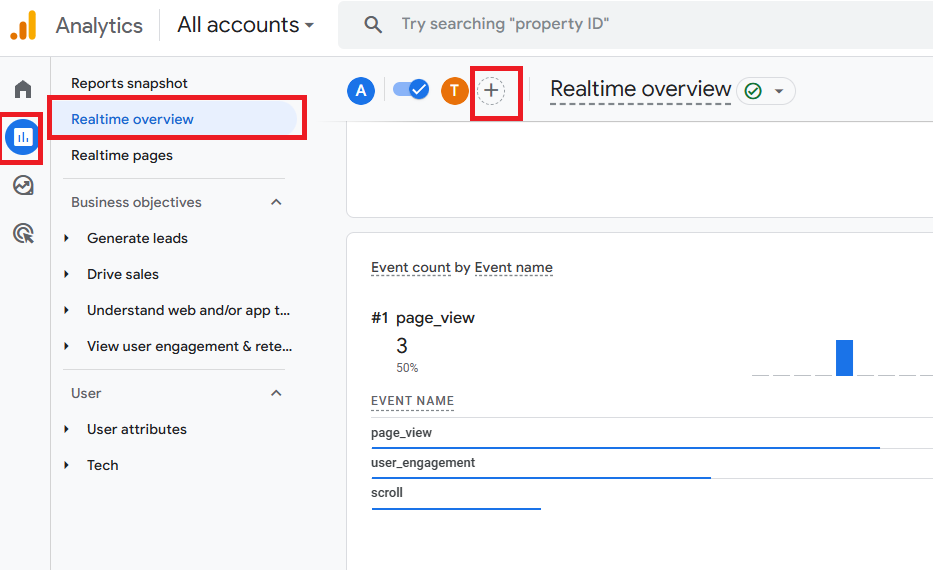 Analytics
All accounts
Try searching "property ID"
Reports snapshot
Realtime overview
Realtime pages
Business objectives
Generate leads
Drive sales
Understand web and/or app t...
View user engagement & rete...
User
User attributes
Tech
A
T
Realtime overview
Event count by Event name
#1 page_view
3
50%
EVENT NAME
page_view
user_engagement
scroll